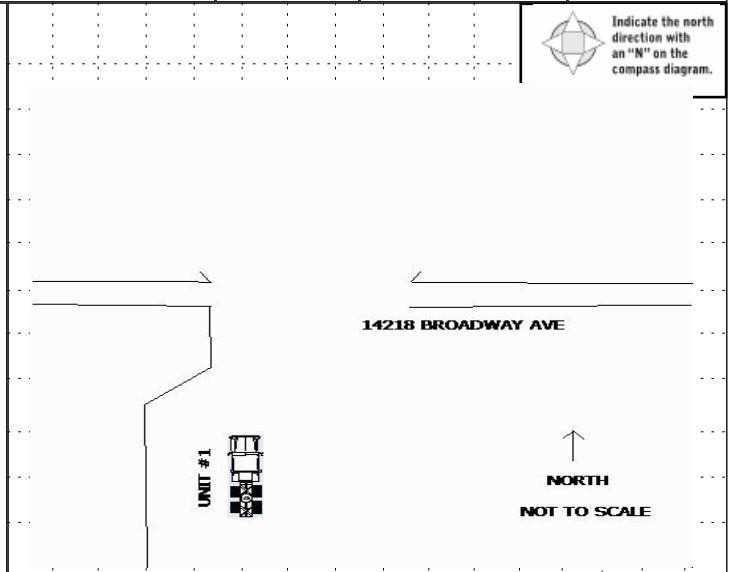 Indicate the north
direction with
an “N” on the
compass diagram.
14218 BROADWAY AVE
UNIT #1
NORTH
NOT TO SCALE